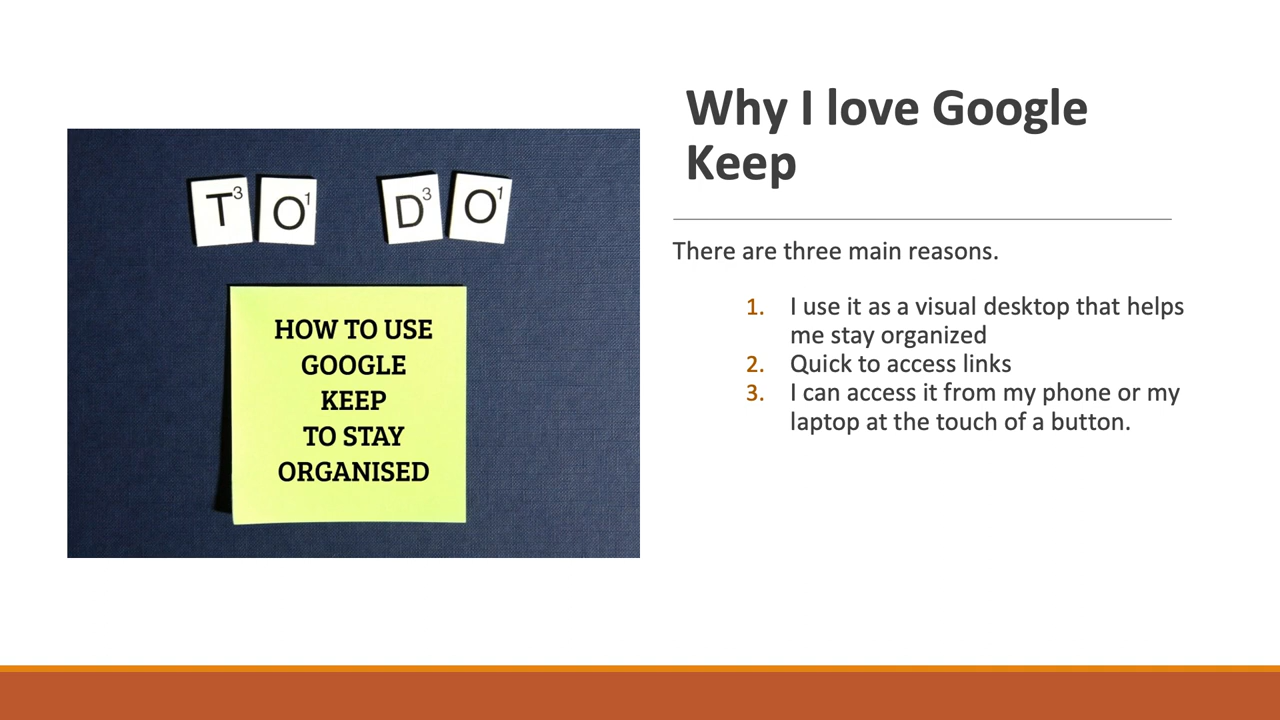 Why I love Google
Keep
T3 O1 D3 O1
HOW TO USE
GOOGLE
KEEP
TO STAY
ORGANISED
There are three main reasons.
1. I use it as a visual desktop that helps
me stay organized
2. Quick to access links
3. I can access it from my phone or my
laptop at the touch of a button.